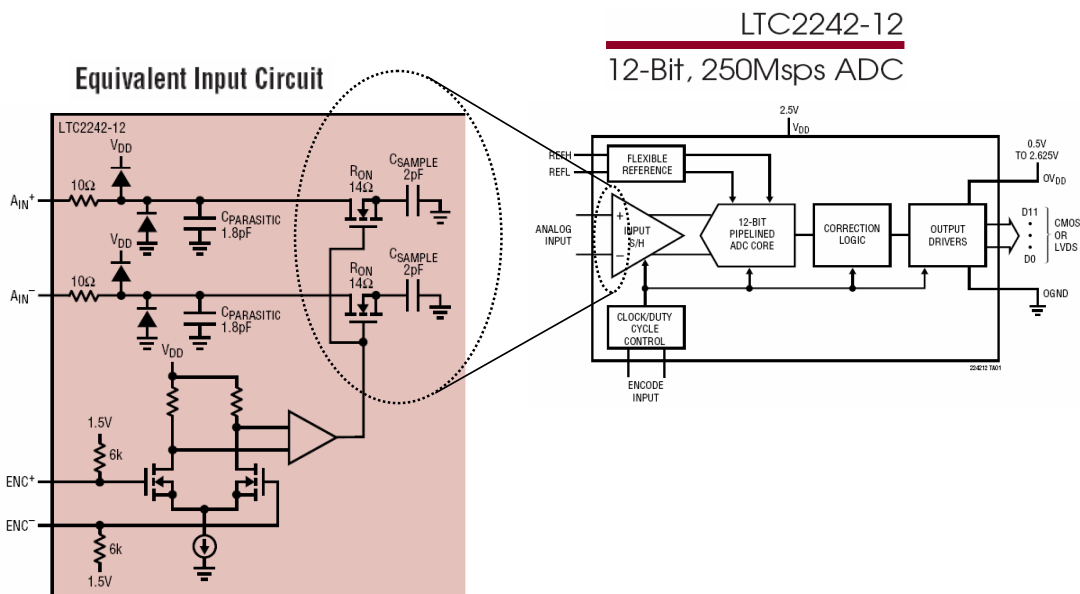 LTC2242-12
12-Bit, 250Msps ADC
Equivalent Input Circuit
LTC2242-12
VDD
10Ω
AIN+
RON
14Ω
CSAMPLE
2pF
CPARASITIC
1.8pF
VDD
10Ω
AIN−
RON
14Ω
CSAMPLE
2pF
CPARASITIC
1.8pF
VDD
1.5V
6k
ENC+
ENC−
6k
1.5V
2.5V
VDD
REFH
REFL
FLEXIBLE
REFERENCE
0.5V
TO 2.625V
OVDD
ANALOG
INPUT
+
INPUT
S/H
−
12-BIT
PIPELINED
ADC CORE
CORRECTION
LOGIC
OUTPUT
DRIVERS
D11
•
•
•
D0
CMOS
OR
LVDS
OGND
CLOCK/DUTY
CYCLE
CONTROL
ENCODE
INPUT
224212 TA01